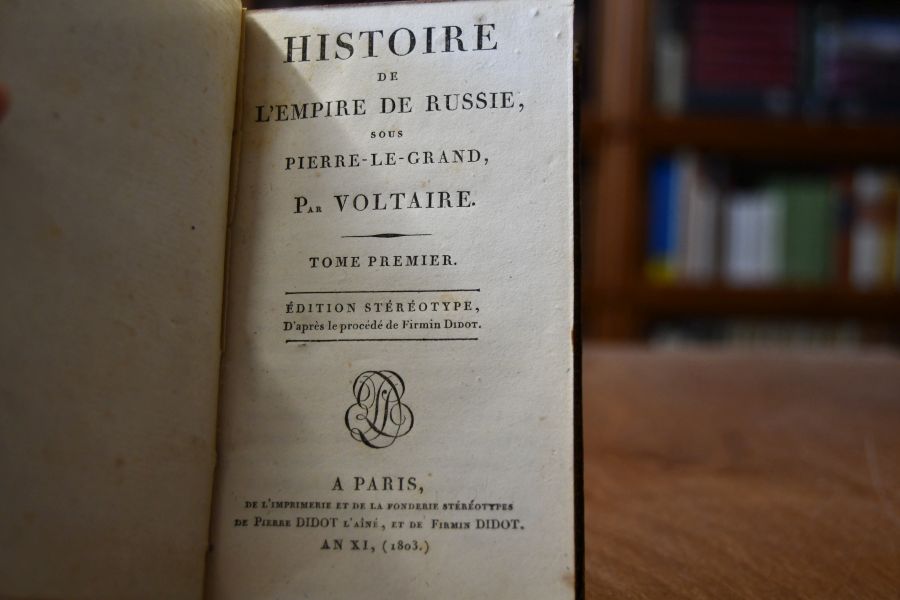 HISTOIRE
DE
L'EMPIRE DE RUSSIE,
SOUS
PIERRE-LE-GRAND,
PAR VOLTAIRE.
TOME PREMIER.
ÉDITION STÉRÉOTYPE,
D'après le procédé de Firmin DIDOT.
A PARIS,
DE L'IMPRIMERIE ET DE LA FONDERIE STÉRÉOTYPES
DE PIERRE DIDOT L'AÎNÉ, ET DE FIRMIN DIDOT.
AN XI, (1803.)